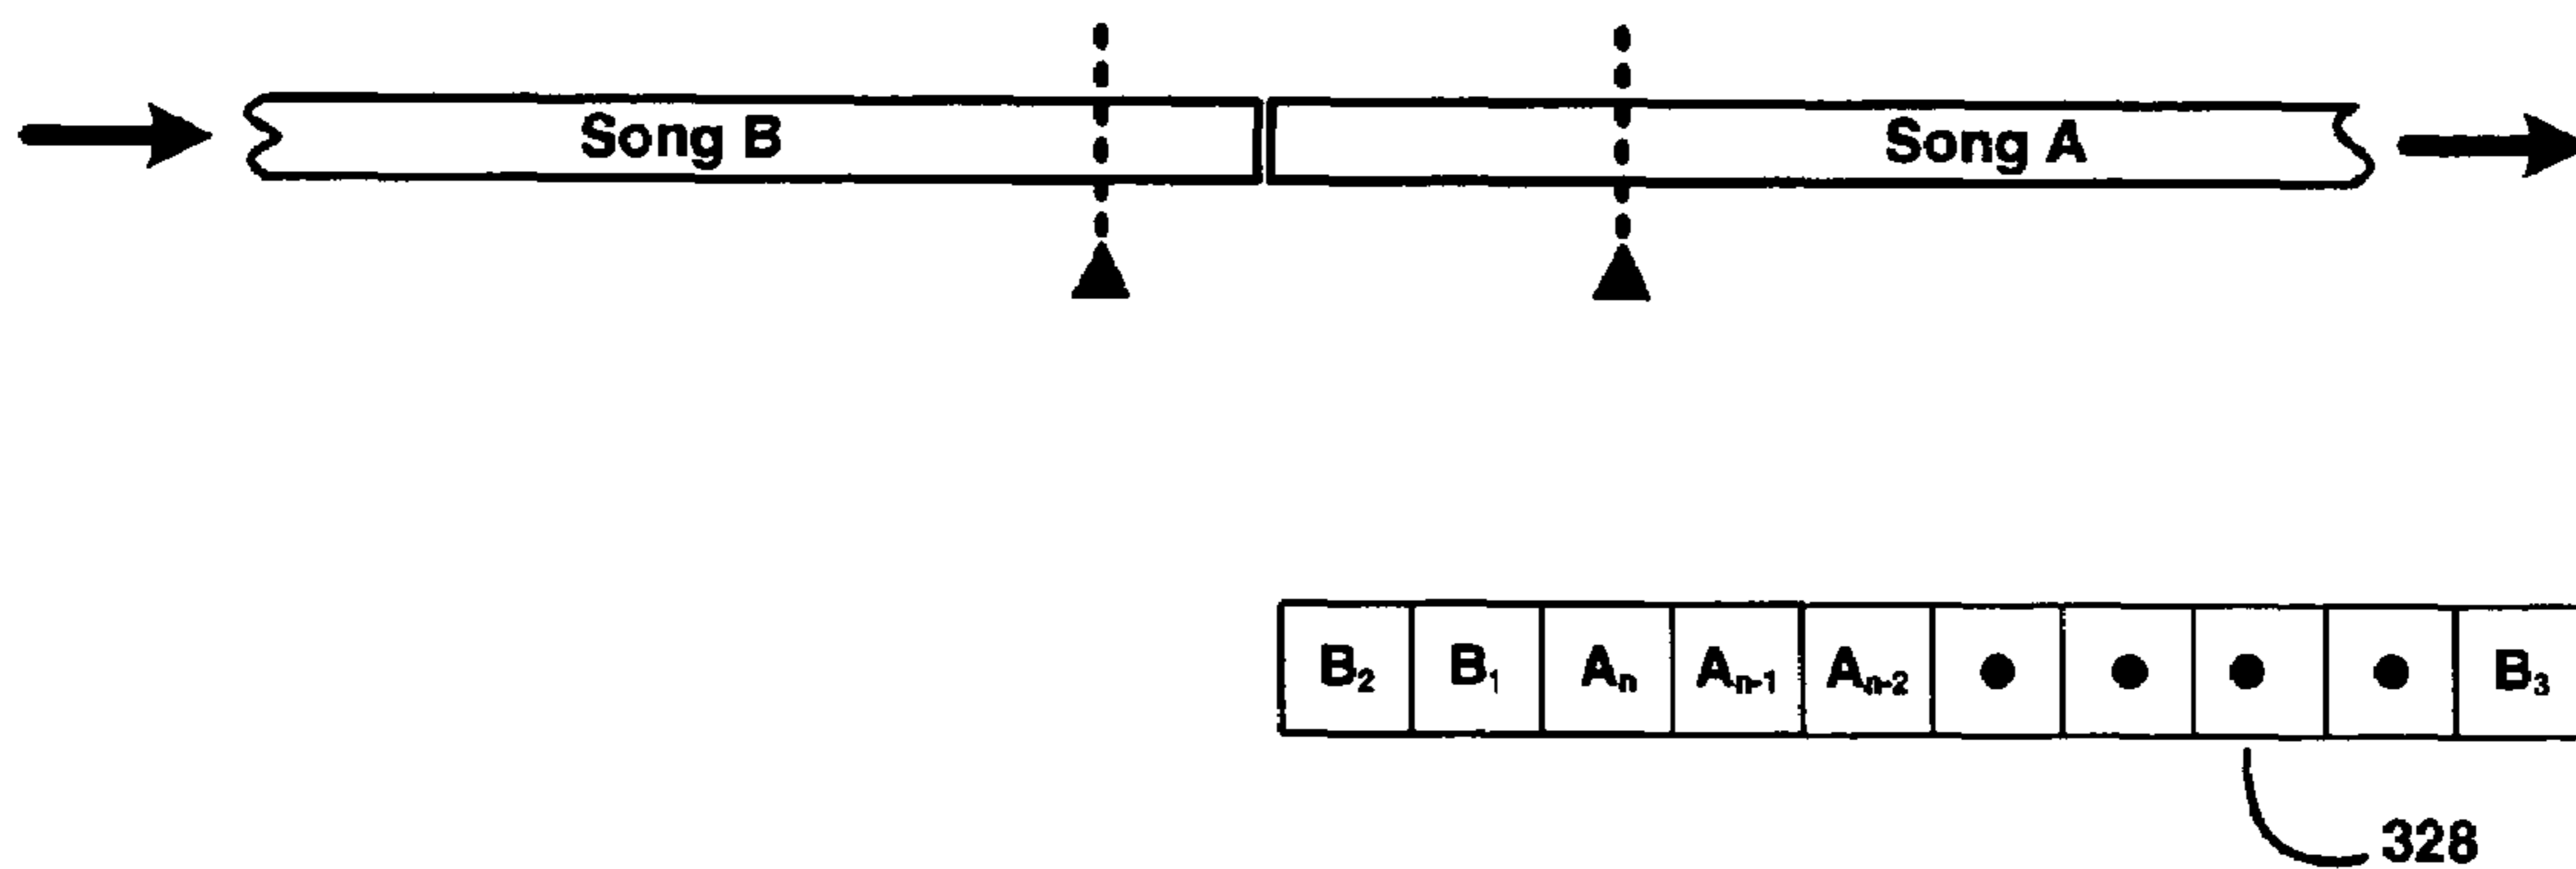 Song B Song A
B₂ B₁ Aₙ Aₙ₋₁ Aₙ₋₂ ● ● ● ● B₃
328